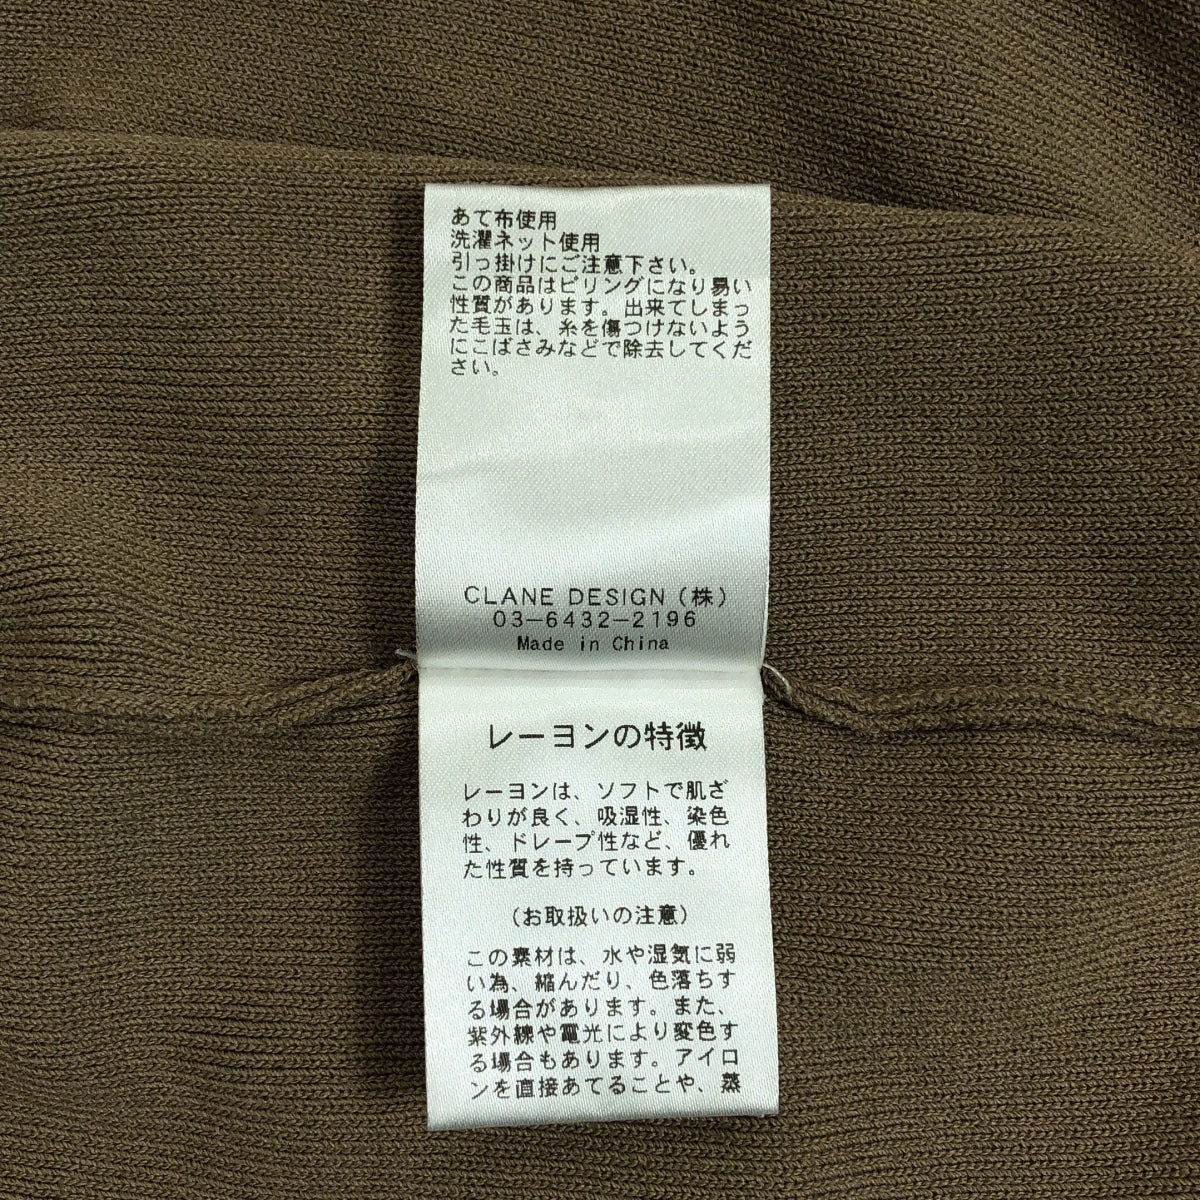 あて布使用
洗濯ネット使用
引っ掛けにご注意下さい。
この商品はピリングになり易い
性質があります。出来てしまっ
た毛玉は、糸を傷つけないよう
にこばさみなどで除去してくだ
さい。
CLANE DESIGN（株）
03-6432-2196
Made in China
レーヨンの特徴
レーヨンは、ソフトで肌ざ
わりが良く、吸湿性、染色
性、ドレープ性など、優れ
た性質を持っています。
（お取扱いの注意）
この素材は、水や湿気に弱
い為、縮んだり、色落ちす
る場合があります。また、
紫外線や電光により変色す
る場合もあります。アイロ
ンを直接あてることや、蒸